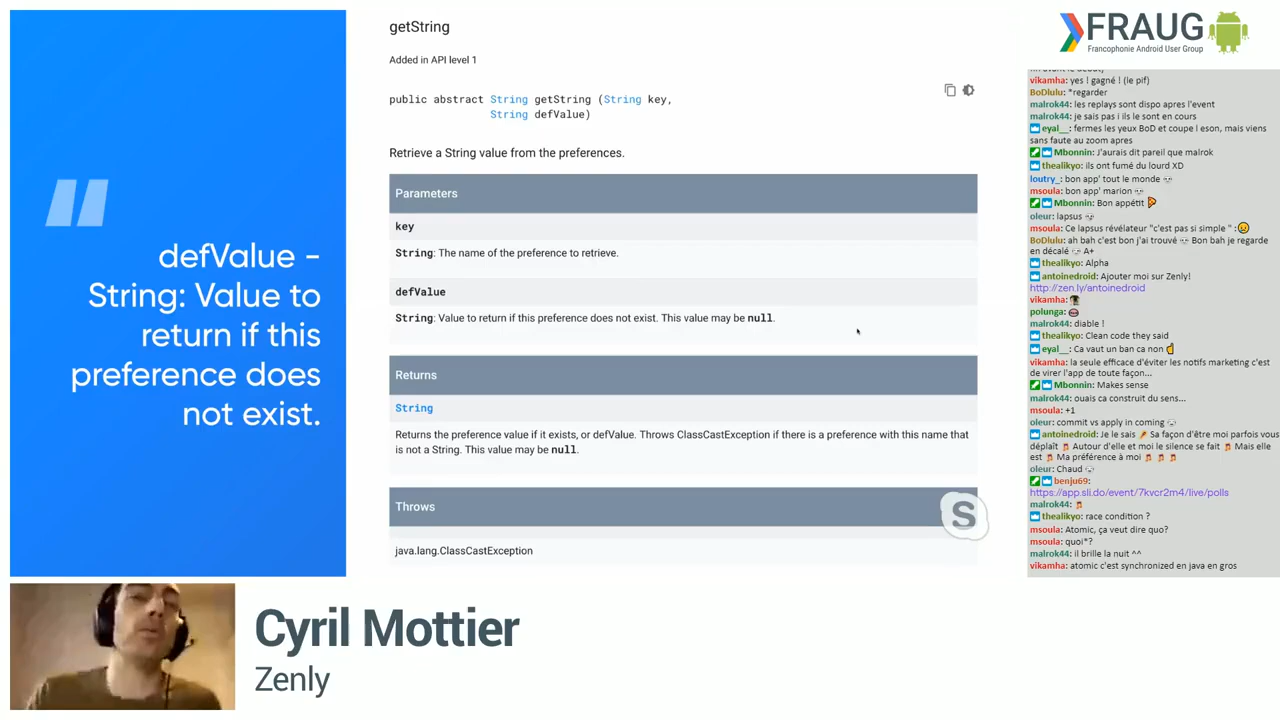 getString
Added in API level 1
public abstract String getString (String key,
String defValue)
Retrieve a String value from the preferences.
Parameters
key
String: The name of the preference to retrieve.
defValue
String: Value to return if this preference does not exist. This value may be null.
Returns
String
Returns the preference value if it exists, or defValue. Throws ClassCastException if there is a preference with this name that
is not a String. This value may be null.
Throws
java.lang.ClassCastException
S
"
defValue -
String: Value to
return if this
preference does
not exist.
FRAUG
Francophonie Android User Group
vikamha: yes ! gagné ! (le pif)
BoDlulu: *regarder
malrok44: les replays sont dispo apres l'event
malrok44: je sais pas i ils le sont en cours
eyal__: fermes les yeux BoD et coupe l eson, mais viens
sans faute au zoom apres
Mbonnin: J'aurais dit pareil que malrok
thealikyo: ils ont fumé du lourd XD
loutry_: bon app' tout le monde
msoula: bon app' marion
Mbonnin: Bon appétit
oleur: lapsus
msoula: Ce lapsus révélateur "c'est pas si simple " :
BoDlulu: ah bah c'est bon j'ai trouvé Bon bah je regarde
en décalé A+
thealikyo: Alpha
antoinedroid: Ajouter moi sur Zenly!
http://zen.ly/antoinedroid
vikamha:
polunga:
malrok44: diable !
thealikyo: Clean code they said
eyal__: Ca vaut un ban ca non
vikamha: la seule efficace d'éviter les notifs marketing c'est
de virer l'app de toute façon...
Mbonnin: Makes sense
malrok44: ouais ca construit du sens...
msoula: +1
oleur: commit vs apply in coming
antoinedroid: Je le sais Sa façon d'être moi parfois vous
déplaît Autour d'elle et moi le silence se fait Mais elle
est Ma préférence à moi
oleur: Chaud
benju69:
https://app.sli.do/event/7kvcr2m4/live/polls
malrok44:
thealikyo: race condition ?
msoula: Atomic, ça veut dire quo?
msoula: quoi*?
malrok44: il brille la nuit ^^
vikamha: atomic c'est synchronized en java en gros
Cyril Mottier
Zenly